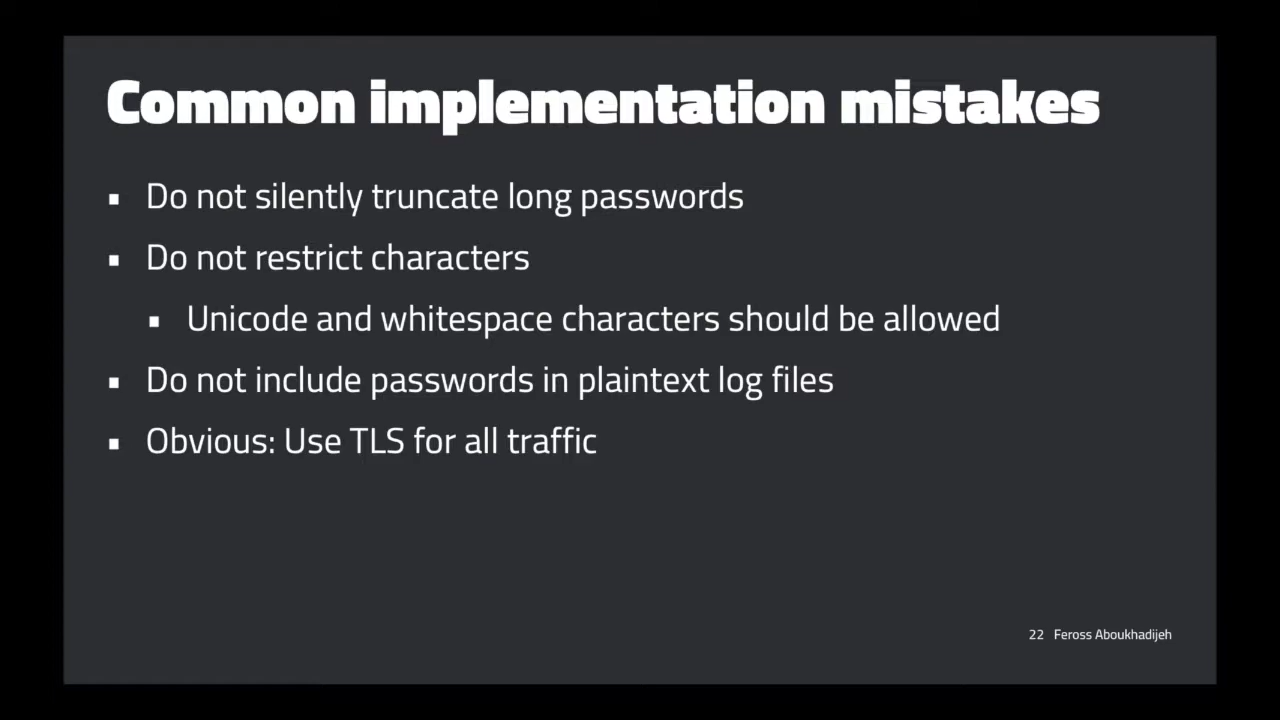 Common implementation mistakes
▪ Do not silently truncate long passwords
▪ Do not restrict characters
▪ Unicode and whitespace characters should be allowed
▪ Do not include passwords in plaintext log files
▪ Obvious: Use TLS for all traffic
22 Feross Aboukhadijeh